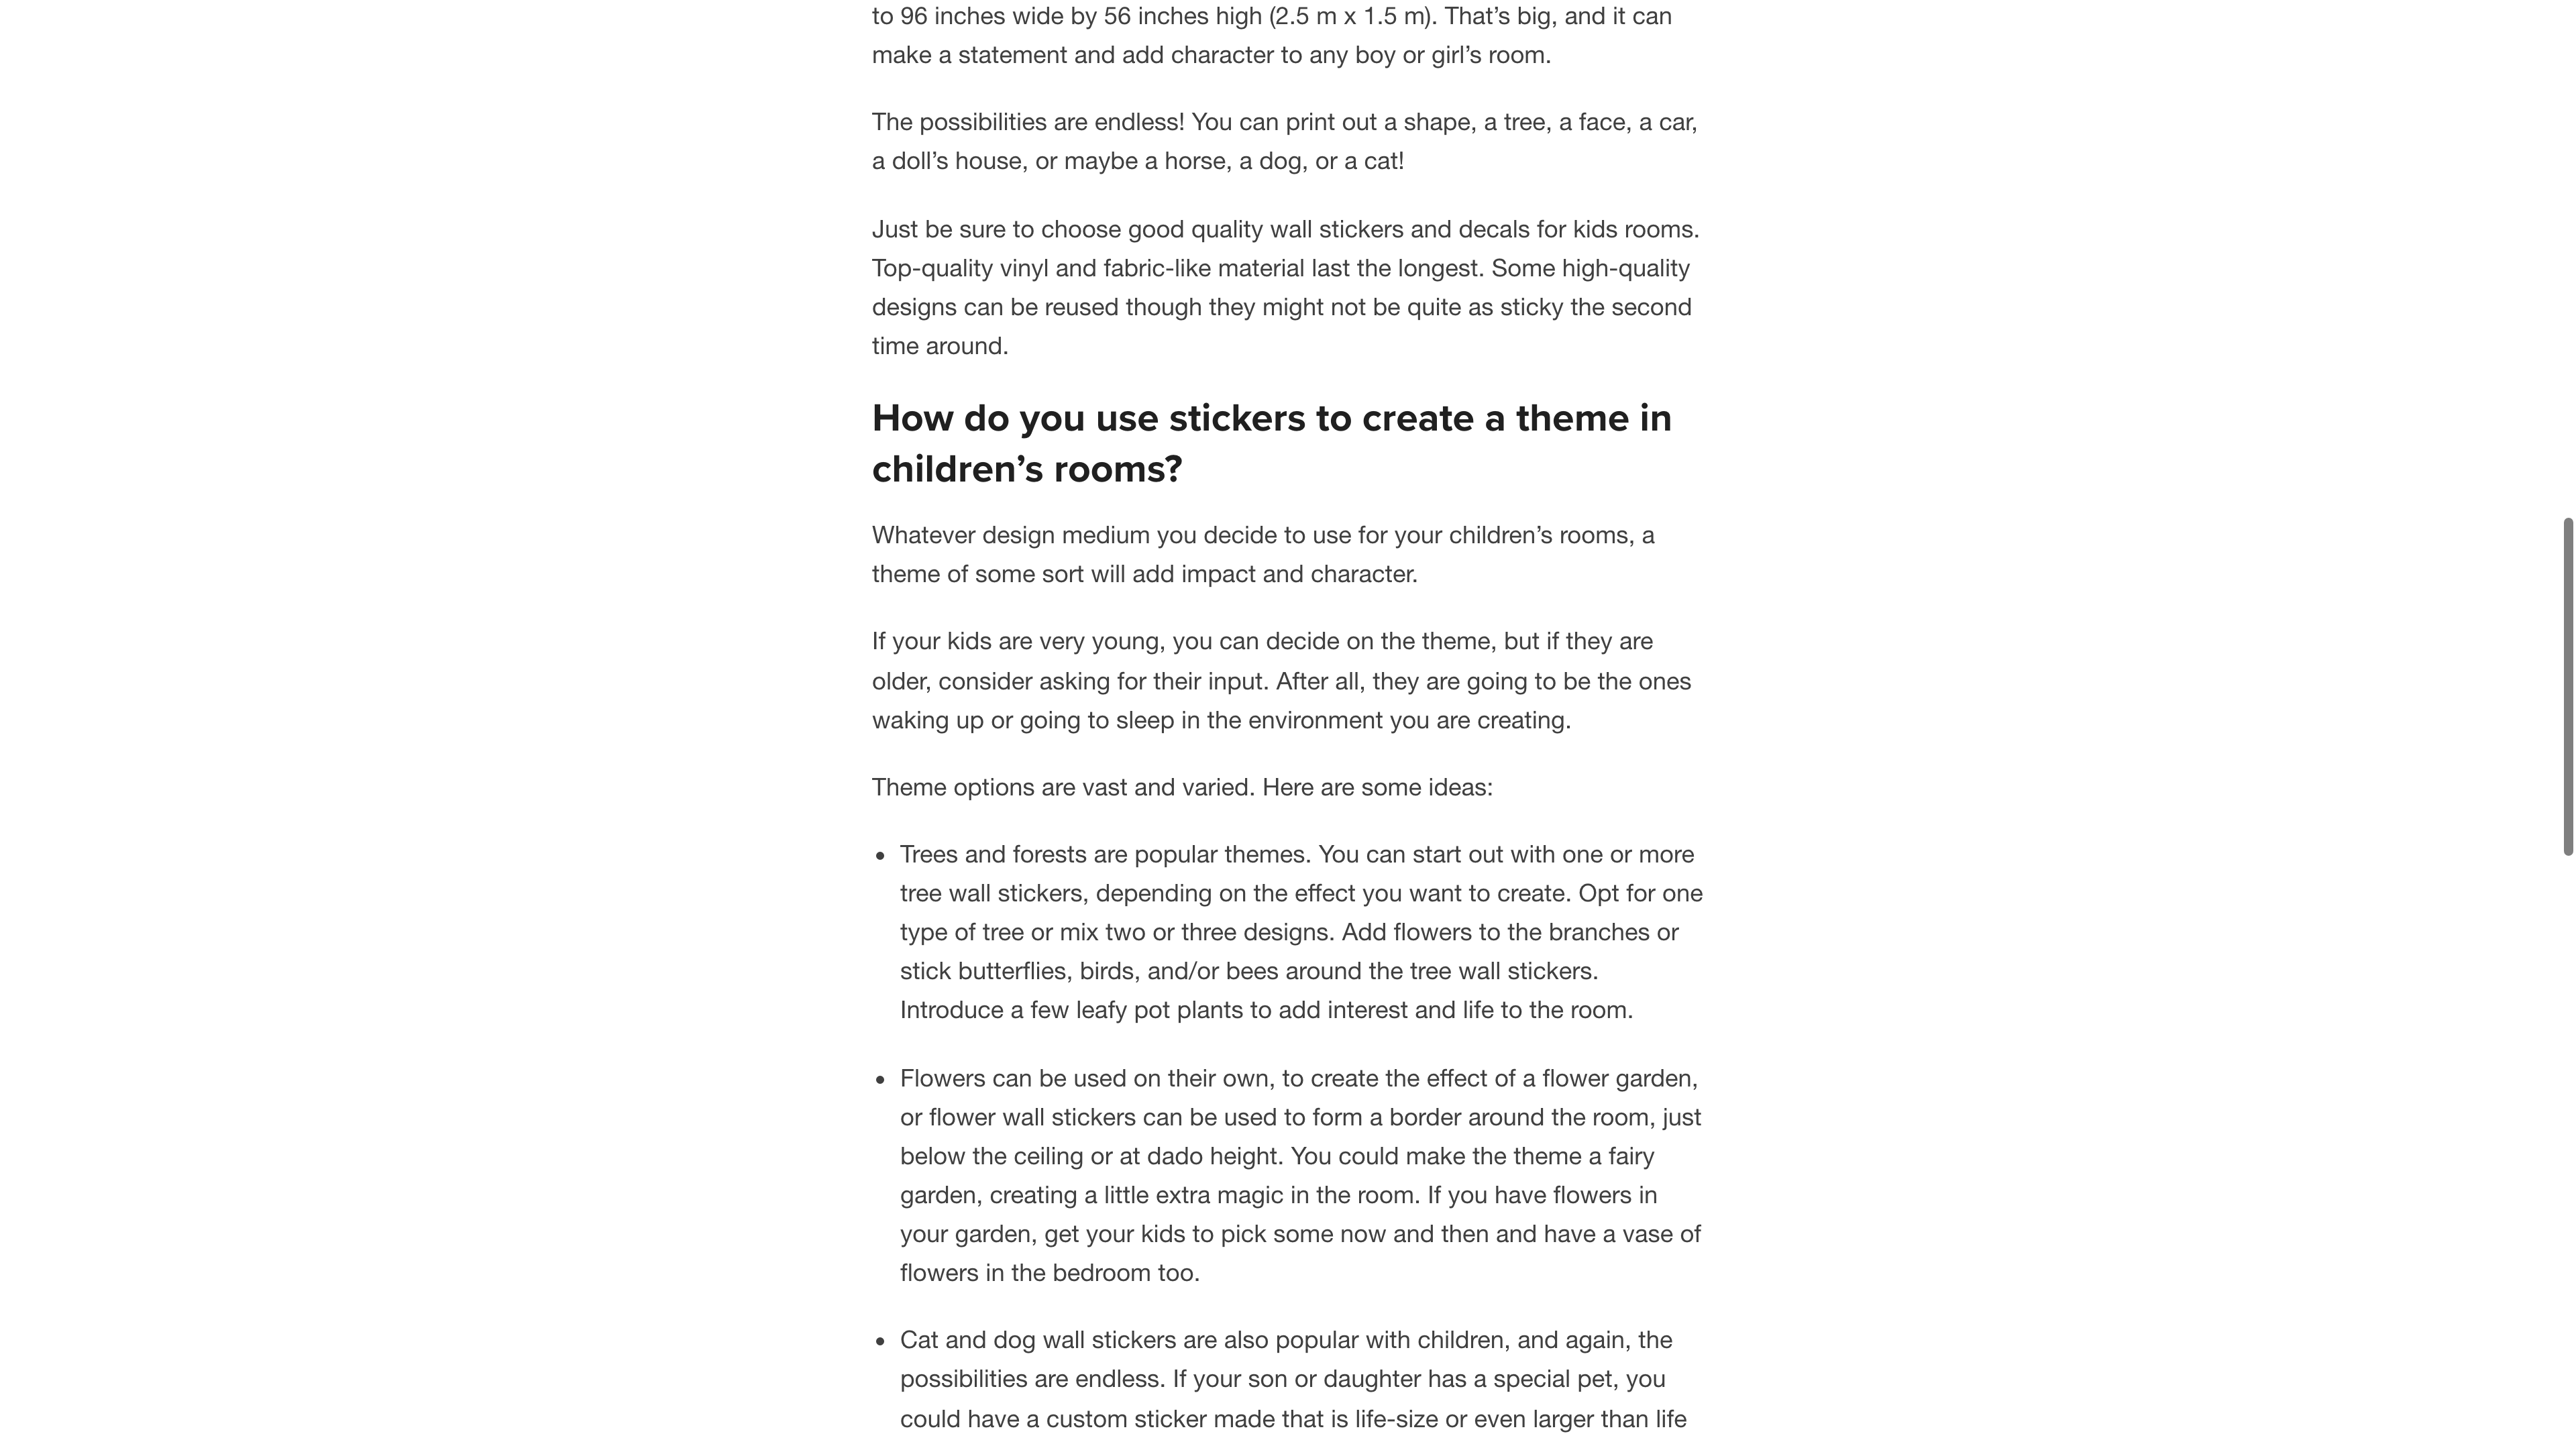 to 96 inches wide by 56 inches high (2.5 m x 1.5 m). That’s big, and it can
make a statement and add character to any boy or girl’s room.
The possibilities are endless! You can print out a shape, a tree, a face, a car,
a doll’s house, or maybe a horse, a dog, or a cat!
Just be sure to choose good quality wall stickers and decals for kids rooms.
Top-quality vinyl and fabric-like material last the longest. Some high-quality
designs can be reused though they might not be quite as sticky the second
time around.
How do you use stickers to create a theme in
children’s rooms?
Whatever design medium you decide to use for your children’s rooms, a
theme of some sort will add impact and character.
If your kids are very young, you can decide on the theme, but if they are
older, consider asking for their input. After all, they are going to be the ones
waking up or going to sleep in the environment you are creating.
Theme options are vast and varied. Here are some ideas:
• Trees and forests are popular themes. You can start out with one or more
tree wall stickers, depending on the effect you want to create. Opt for one
type of tree or mix two or three designs. Add flowers to the branches or
stick butterflies, birds, and/or bees around the tree wall stickers.
Introduce a few leafy pot plants to add interest and life to the room.
• Flowers can be used on their own, to create the effect of a flower garden,
or flower wall stickers can be used to form a border around the room, just
below the ceiling or at dado height. You could make the theme a fairy
garden, creating a little extra magic in the room. If you have flowers in
your garden, get your kids to pick some now and then and have a vase of
flowers in the bedroom too.
• Cat and dog wall stickers are also popular with children, and again, the
possibilities are endless. If your son or daughter has a special pet, you
could have a custom sticker made that is life-size or even larger than life